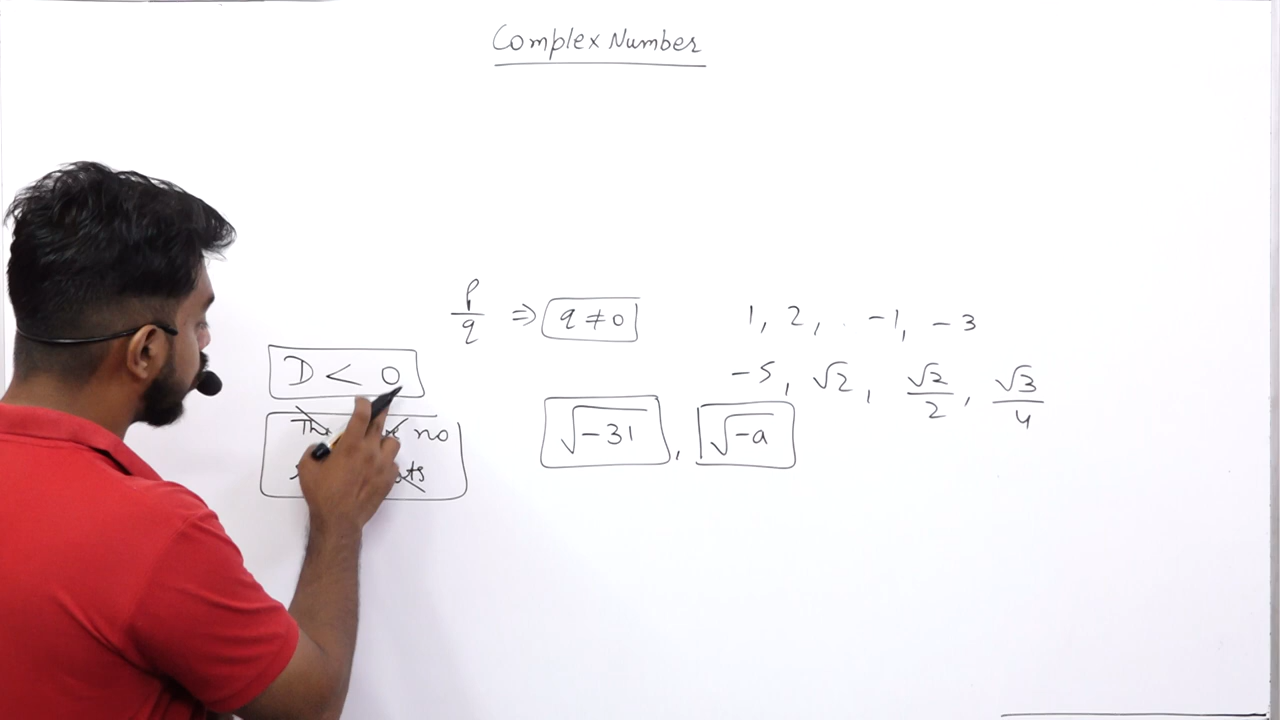 Complex Number
p/q ⇒ q ≠ 0
1, 2, . -1, -3
-5, √2, √2/2, √3/4
D < 0
√-31, √-a
no